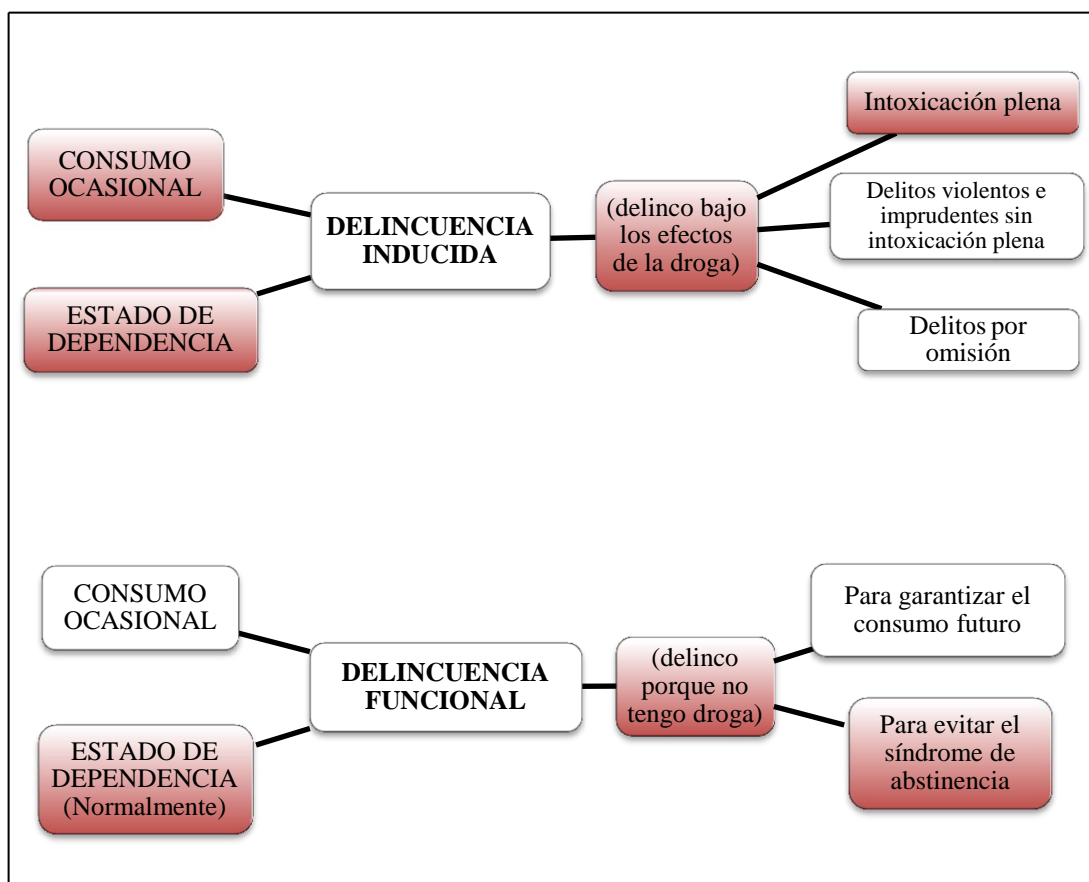 CONSUMO
OCASIONAL
ESTADO DE
DEPENDENCIA
DELINCUENCIA
INDUCIDA
(delinco bajo
los efectos
de la droga)
Intoxicación plena
Delitos violentos e
imprudentes sin
intoxicación plena
Delitos por
omisión
CONSUMO
OCASIONAL
ESTADO DE
DEPENDENCIA
(Normalmente)
DELINCUENCIA
FUNCIONAL
(delinco
porque no
tengo droga)
Para garantizar el
consumo futuro
Para evitar el
síndrome de
abstinencia